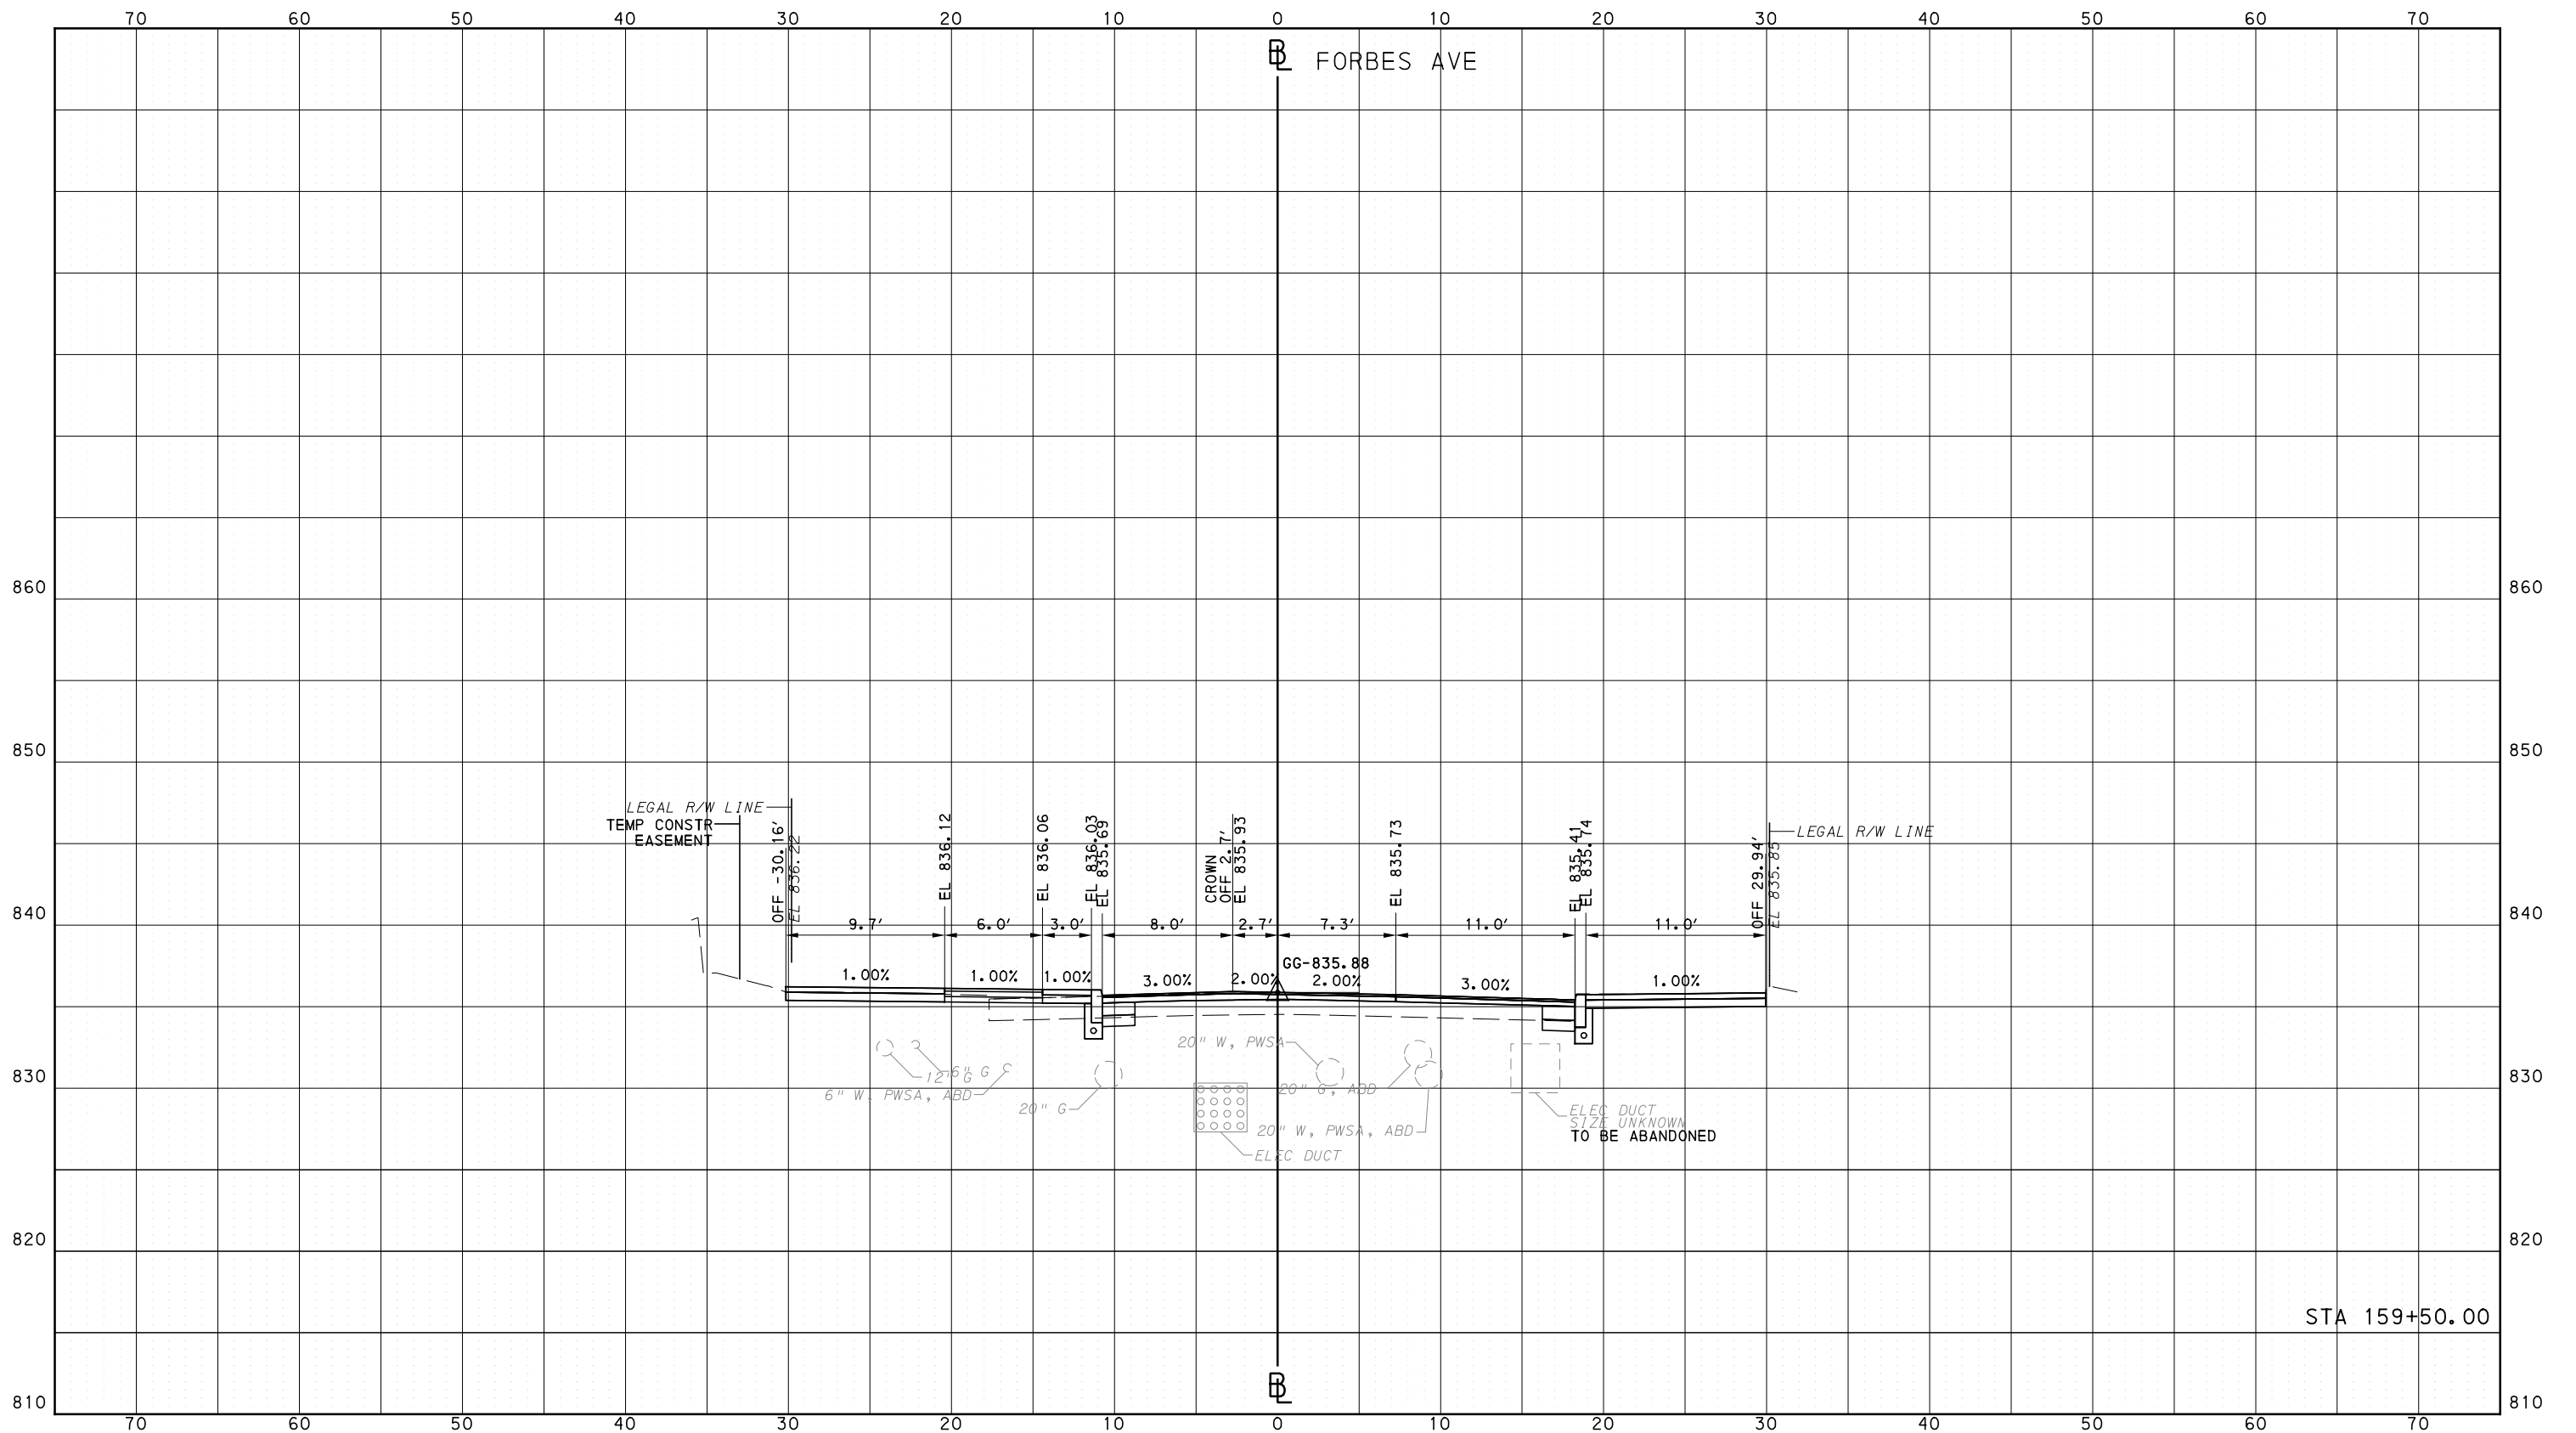 70 60 50 40 30 20 10 0 10 20 30 40 50 60 70
BL FORBES AVE
860 860
850 850
LEGAL R/W LINE
TEMP CONSTR
EASEMENT
OFF -30.16'
EL 836.22
EL 836.12
EL 836.06
EL 836.03
EL 835.69
CROWN
OFF 2.7'
EL 835.93
EL 835.73
EL 835.41
EL 835.74
OFF 29.94'
EL 835.85
LEGAL R/W LINE
840 840
9.7' 6.0' 3.0' 8.0' 2.7' 7.3' 11.0' 11.0'
GG-835.88
1.00% 1.00% 1.00% 3.00% 2.00% 2.00% 3.00% 1.00%
20" W, PWSA
830 830
12" G
6" G
6" W, PWSA, ABD
20" G
20" G, ABD
20" W, PWSA, ABD
ELEC DUCT
ELEC DUCT
SIZE UNKNOWN
TO BE ABANDONED
820 820
STA 159+50.00
BL
810 810
70 60 50 40 30 20 10 0 10 20 30 40 50 60 70